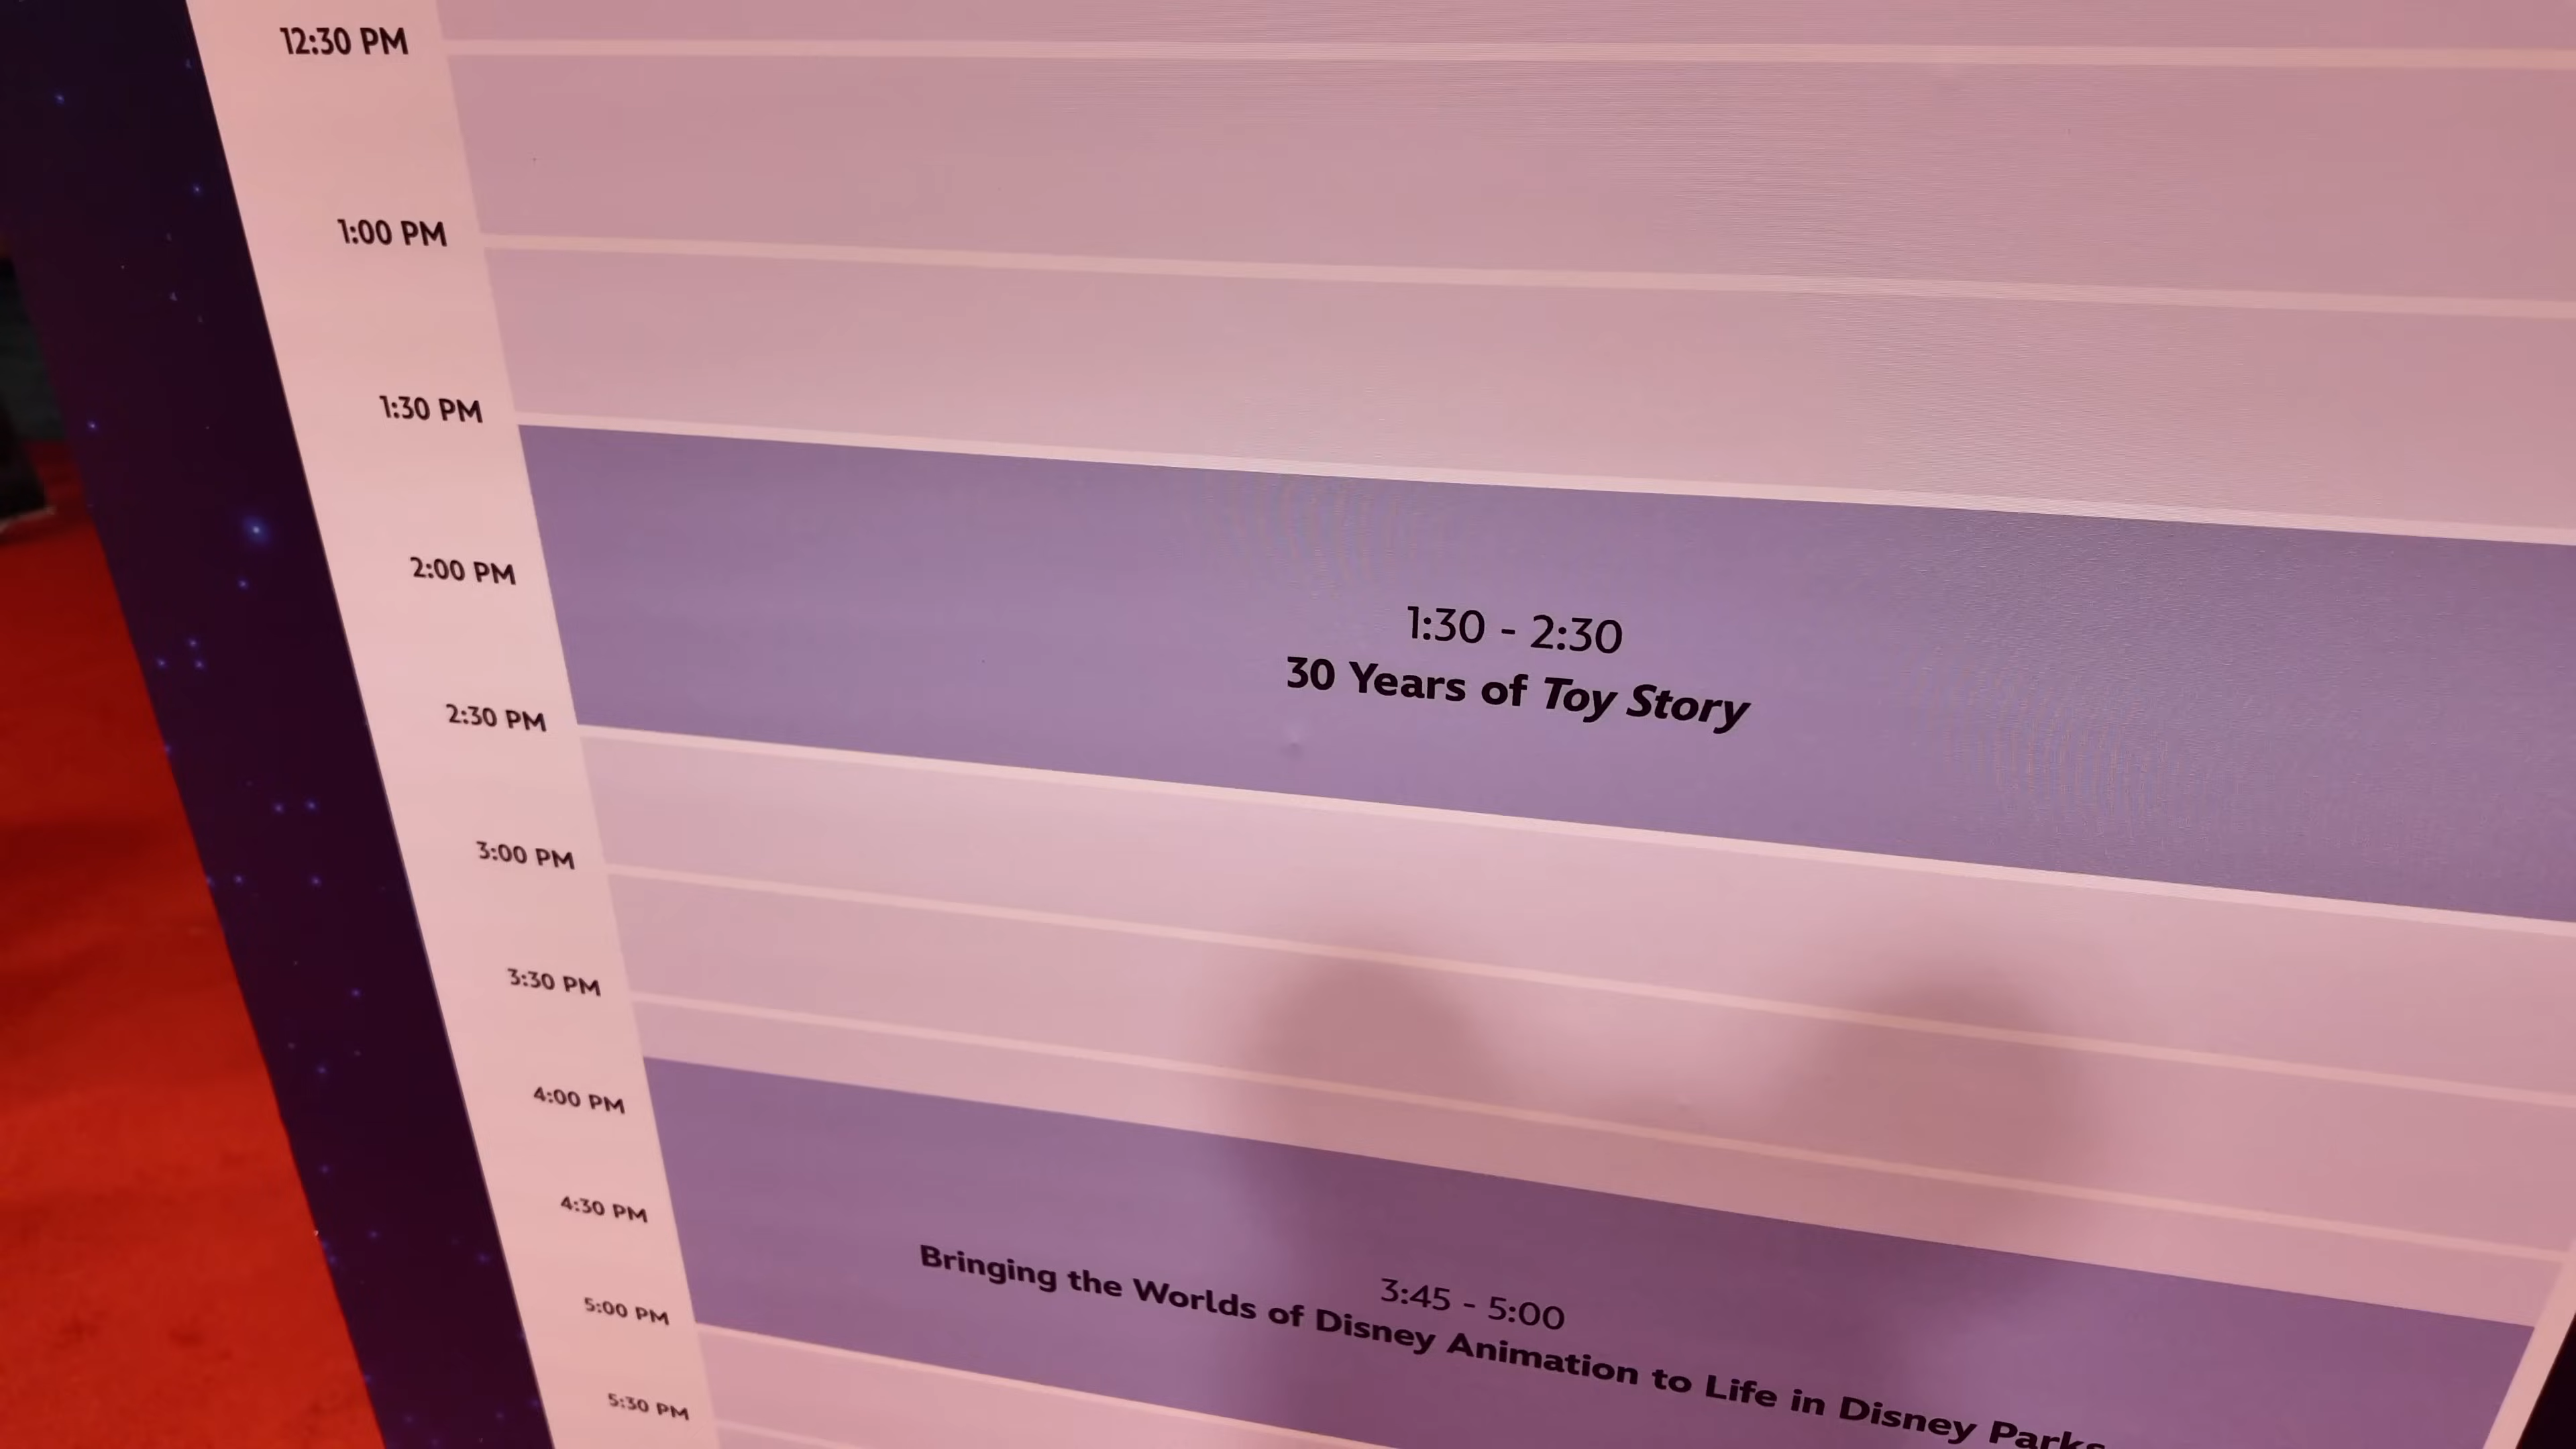 12:30 PM
1:00 PM
1:30 PM
2:00 PM
1:30 - 2:30
30 Years of Toy Story
2:30 PM
3:00 PM
3:30 PM
4:00 PM
4:30 PM
3:45 - 5:00
Bringing the Worlds of Disney Animation to Life in Disney Parks
5:00 PM
5:30 PM